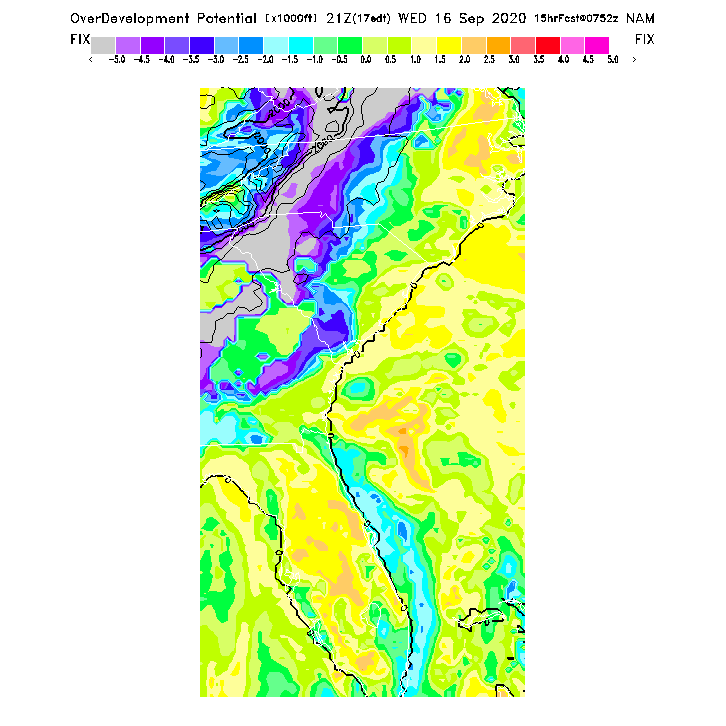 OverDevelopment Potential [x1000ft] 21Z(17edt) WED 16 Sep 2020 15hrFcst@0752z NAM
FIX FIX
< -5.0 -4.5 -4.0 -3.5 -3.0 -2.5 -2.0 -1.5 -1.0 -0.5 0.0 0.5 1.0 1.5 2.0 2.5 3.0 3.5 4.0 4.5 5.0 >